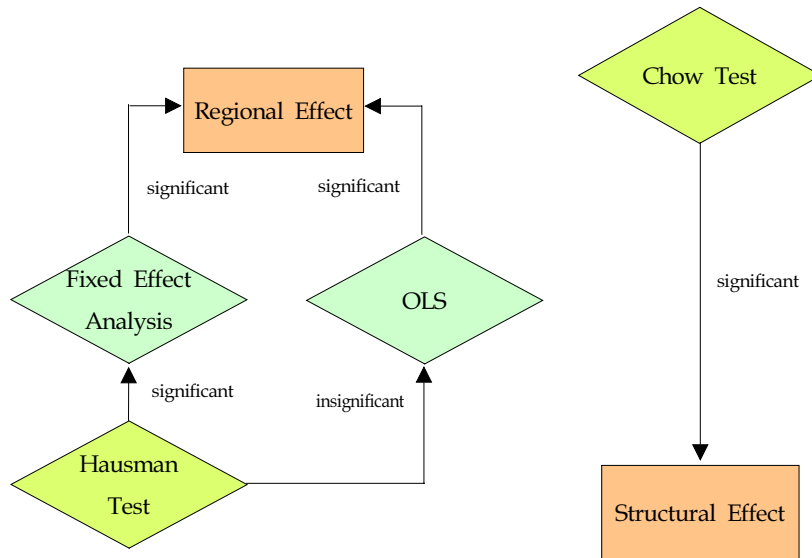 Chow Test
Regional Effect
significant
significant
Fixed Effect
Analysis
OLS
significant
significant
insignificant
Hausman
Test
Structural Effect